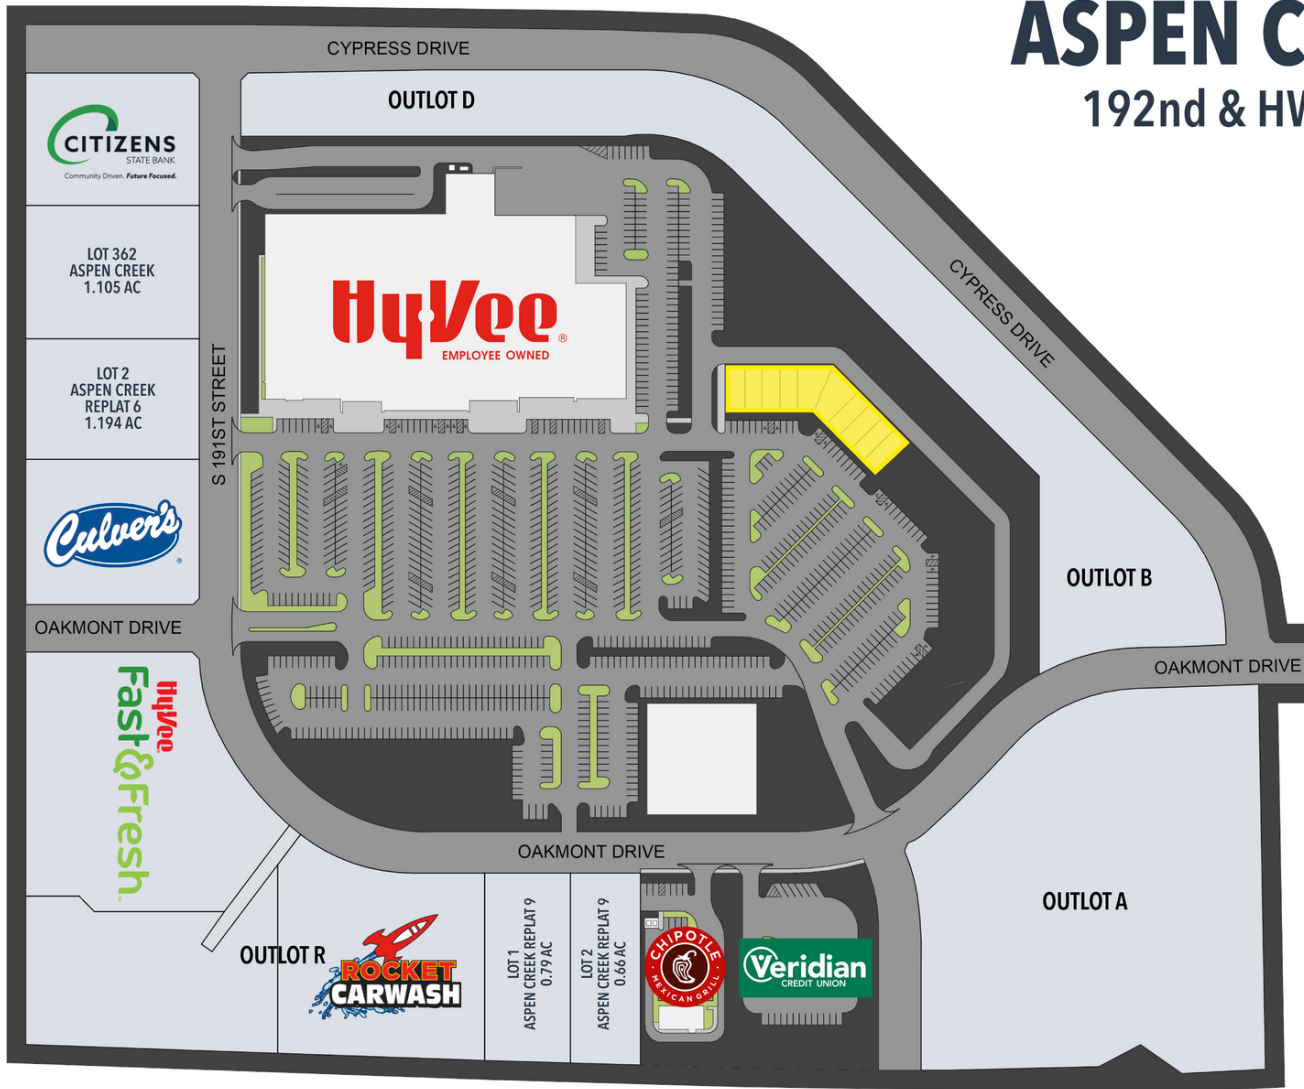 ASPEN C
192nd & HW
CYPRESS DRIVE
OUTLOT D
CITIZENS
STATE BANK
Community Driven. Future Focused.
LOT 362
ASPEN CREEK
1.105 AC
HyVee®
EMPLOYEE OWNED
CYPRESS DRIVE
LOT 2
ASPEN CREEK
REPLAT 6
1.194 AC
S 191ST STREET
Culver's®
OUTLOT B
OAKMONT DRIVE
OAKMONT DRIVE
HyVee
Fast & Fresh
OAKMONT DRIVE
OUTLOT A
OUTLOT R
ROCKET
CARWASH
LOT 1
ASPEN CREEK REPLAT 9
0.79 AC
LOT 2
ASPEN CREEK REPLAT 9
0.66 AC
CHIPOTLE
MEXICAN GRILL
Veridian
CREDIT UNION